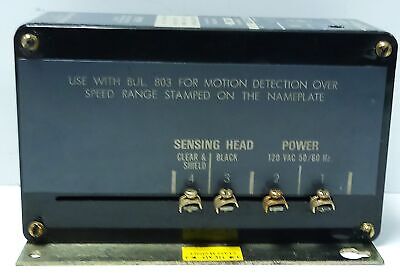 USE WITH BUL. 803 FOR MOTION DETECTION OVER
SPEED RANGE STAMPED ON THE NAMEPLATE
SENSING HEAD POWER
CLEAR & SHIELD BLACK 120 VAC 50/60 Hz
4 3 2 1